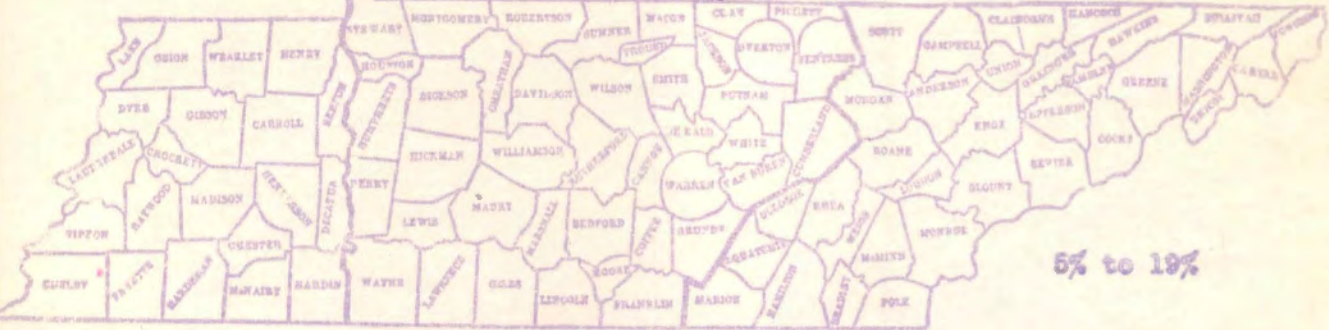 STEWART MONTGOMERY ROBERTSON SUMNER MACON CLAY PICKETT SCOTT CAMPBELL CLAIBORNE HANCOCK HAWKINS SULLIVAN JOHNSON
LAKE OBION WEAKLEY HENRY HOUSTON CHEATHAM TROUSDALE JACKSON OVERTON FENTRESS UNION GRAINGER HAMBLEN GREENE WASHINGTON CARTER UNICOI
DYER GIBSON CARROLL BENTON HUMPHREYS DICKSON DAVIDSON WILSON SMITH PUTNAM MORGAN ANDERSON KNOX JEFFERSON COCKE
LAUDERDALE CROCKETT HICKMAN WILLIAMSON RUTHERFORD CANNON DE KALB WHITE CUMBERLAND ROANE LOUDON BLOUNT SEVIER
TIPTON HAYWOOD MADISON HENDERSON DECATUR PERRY LEWIS MAURY MARSHALL BEDFORD COFFEE WARREN VAN BUREN BLEDSOE RHEA MEIGS MONROE
SHELBY FAYETTE HARDEMAN CHESTER McNAIRY HARDIN WAYNE LAWRENCE GILES LINCOLN MOORE FRANKLIN GRUNDY MARION SEQUATCHIE HAMILTON BRADLEY McMINN POLK
5% to 19%